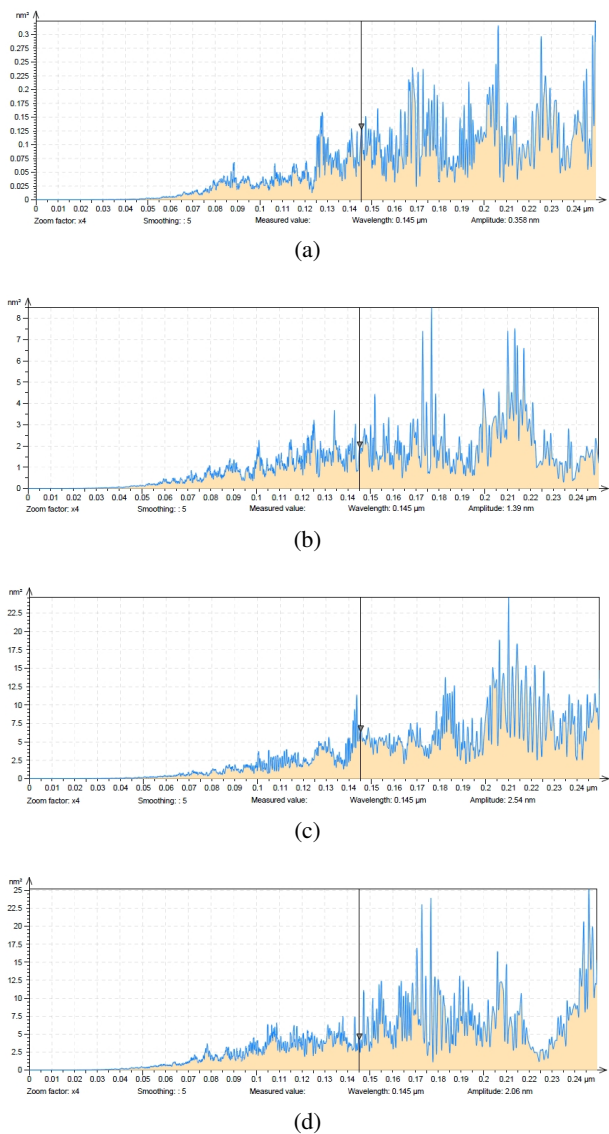 nm²
0.3
0.275
0.25
0.225
0.2
0.175
0.15
0.125
0.1
0.075
0.05
0.025
0
0 0.01 0.02 0.03 0.04 0.05 0.06 0.07 0.08 0.09 0.1 0.11 0.12 0.13 0.14 0.15 0.16 0.17 0.18 0.19 0.2 0.21 0.22 0.23 0.24 µm
Zoom factor: x4 Smoothing: : 5 Measured value: Wavelength: 0.145 µm Amplitude: 0.358 nm
(a)
nm²
8
7
6
5
4
3
2
1
0
0 0.01 0.02 0.03 0.04 0.05 0.06 0.07 0.08 0.09 0.1 0.11 0.12 0.13 0.14 0.15 0.16 0.17 0.18 0.19 0.2 0.21 0.22 0.23 0.24 µm
Zoom factor: x4 Smoothing: : 5 Measured value: Wavelength: 0.145 µm Amplitude: 1.39 nm
(b)
nm²
22.5
20
17.5
15
12.5
10
7.5
5
2.5
0
0 0.01 0.02 0.03 0.04 0.05 0.06 0.07 0.08 0.09 0.1 0.11 0.12 0.13 0.14 0.15 0.16 0.17 0.18 0.19 0.2 0.21 0.22 0.23 0.24 µm
Zoom factor: x4 Smoothing: : 5 Measured value: Wavelength: 0.145 µm Amplitude: 2.54 nm
(c)
nm²
25
22.5
20
17.5
15
12.5
10
7.5
5
2.5
0
0 0.01 0.02 0.03 0.04 0.05 0.06 0.07 0.08 0.09 0.1 0.11 0.12 0.13 0.14 0.15 0.16 0.17 0.18 0.19 0.2 0.21 0.22 0.23 0.24 µm
Zoom factor: x4 Smoothing: : 5 Measured value: Wavelength: 0.145 µm Amplitude: 2.06 nm
(d)